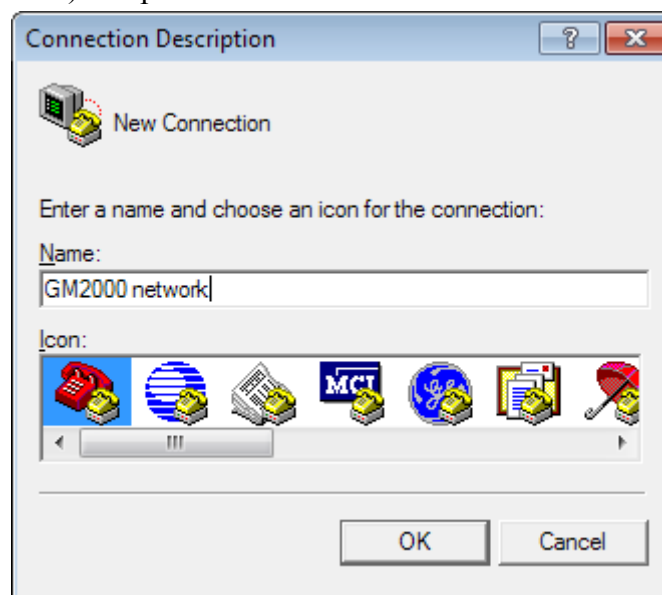 Connection Description
New Connection
Enter a name and choose an icon for the connection:
Name:
GM2000 network
Icon:
MCI
OK
Cancel